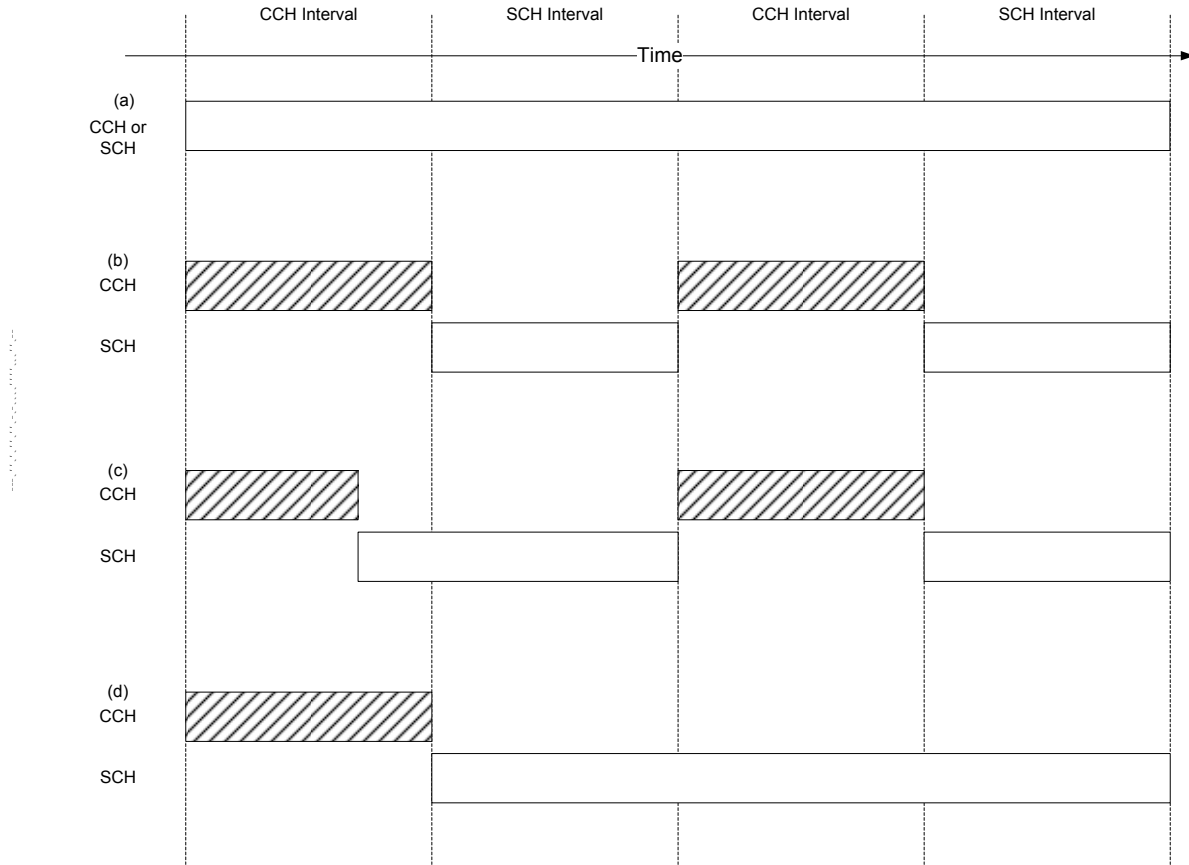 CCH Interval
SCH Interval
CCH Interval
SCH Interval
Time
(a)
CCH or
SCH
(b)
CCH
SCH
(c)
CCH
SCH
(d)
CCH
SCH